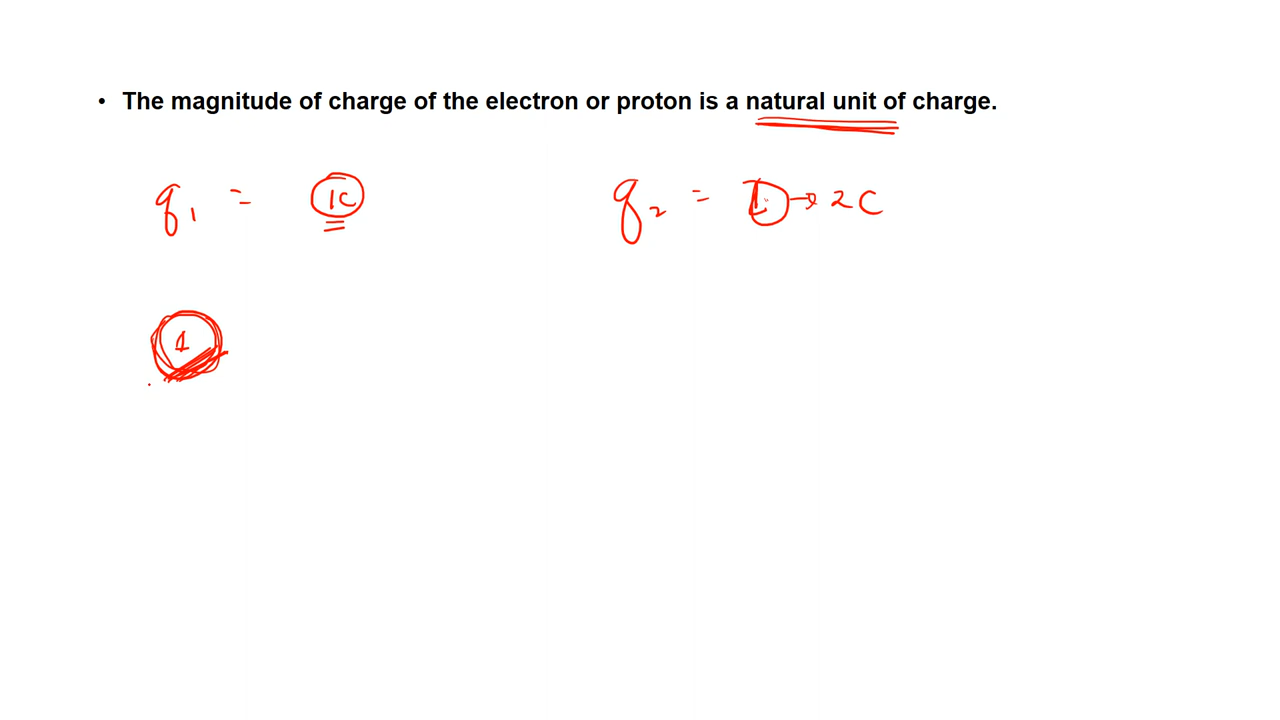 • The magnitude of charge of the electron or proton is a natural unit of charge.
q1 = 1C q2 = → 2C
1